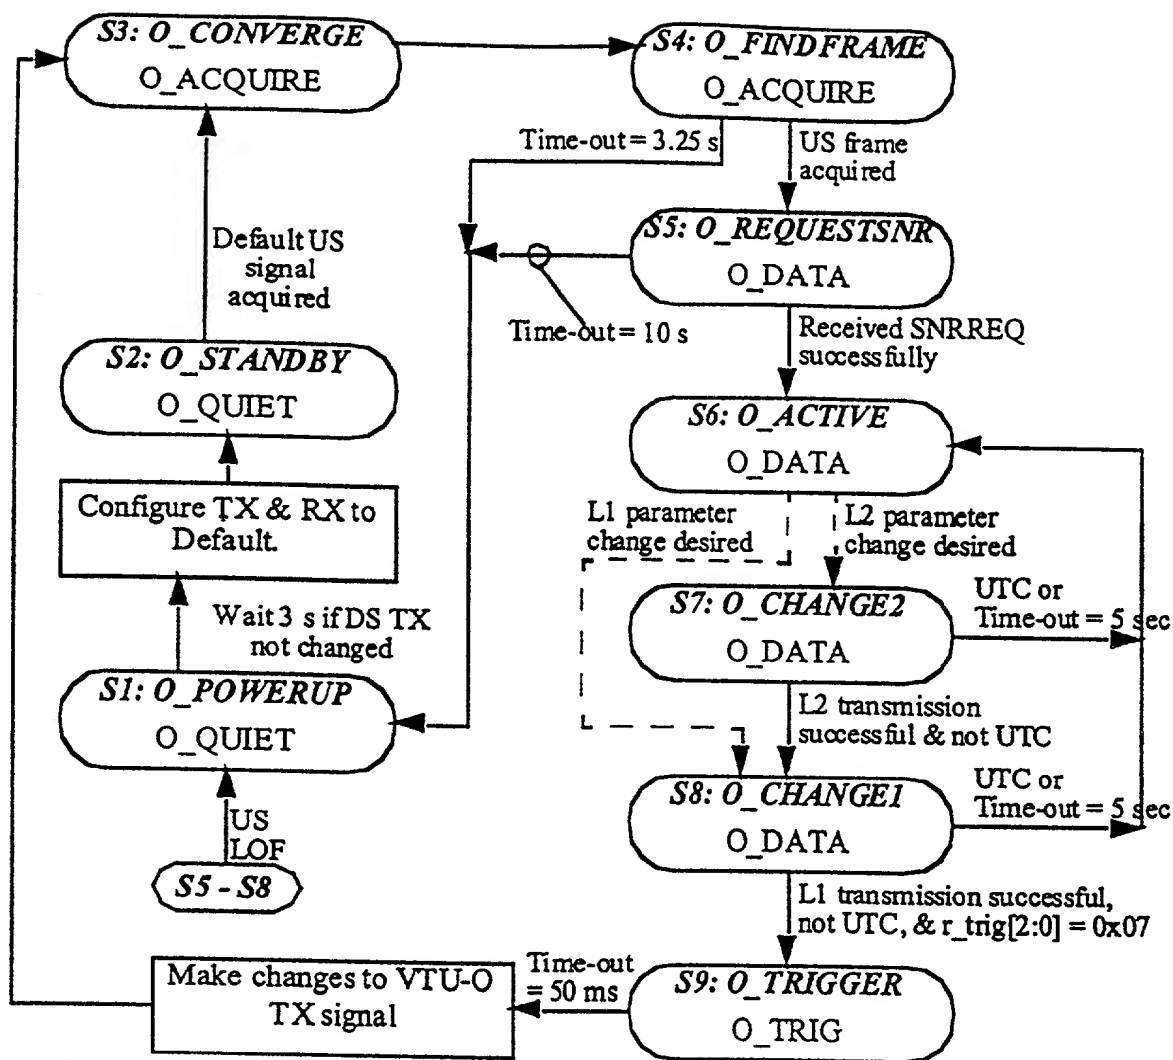 S3: O_CONVERGE
O_ACQUIRE
S4: O_FINDFRAME
O_ACQUIRE
Time-out = 3.25 s
US frame
acquired
S5: O_REQUESTSNR
O_DATA
Default US
signal
acquired
Time-out = 10 s
Received SNRREQ
successfully
S2: O_STANDBY
O_QUIET
S6: O_ACTIVE
O_DATA
Configure TX & RX to
Default.
L1 parameter
change desired
L2 parameter
change desired
Wait 3 s if DS TX
not changed
S7: O_CHANGE2
O_DATA
UTC or
Time-out = 5 sec
S1: O_POWERUP
O_QUIET
L2 transmission
successful & not UTC
S8: O_CHANGE1
O_DATA
UTC or
Time-out = 5 sec
US
LOF
S5 - S8
L1 transmission successful,
not UTC, & r_trig[2:0] = 0x07
Make changes to VTU-O
TX signal
Time-out
= 50 ms
S9: O_TRIGGER
O_TRIG